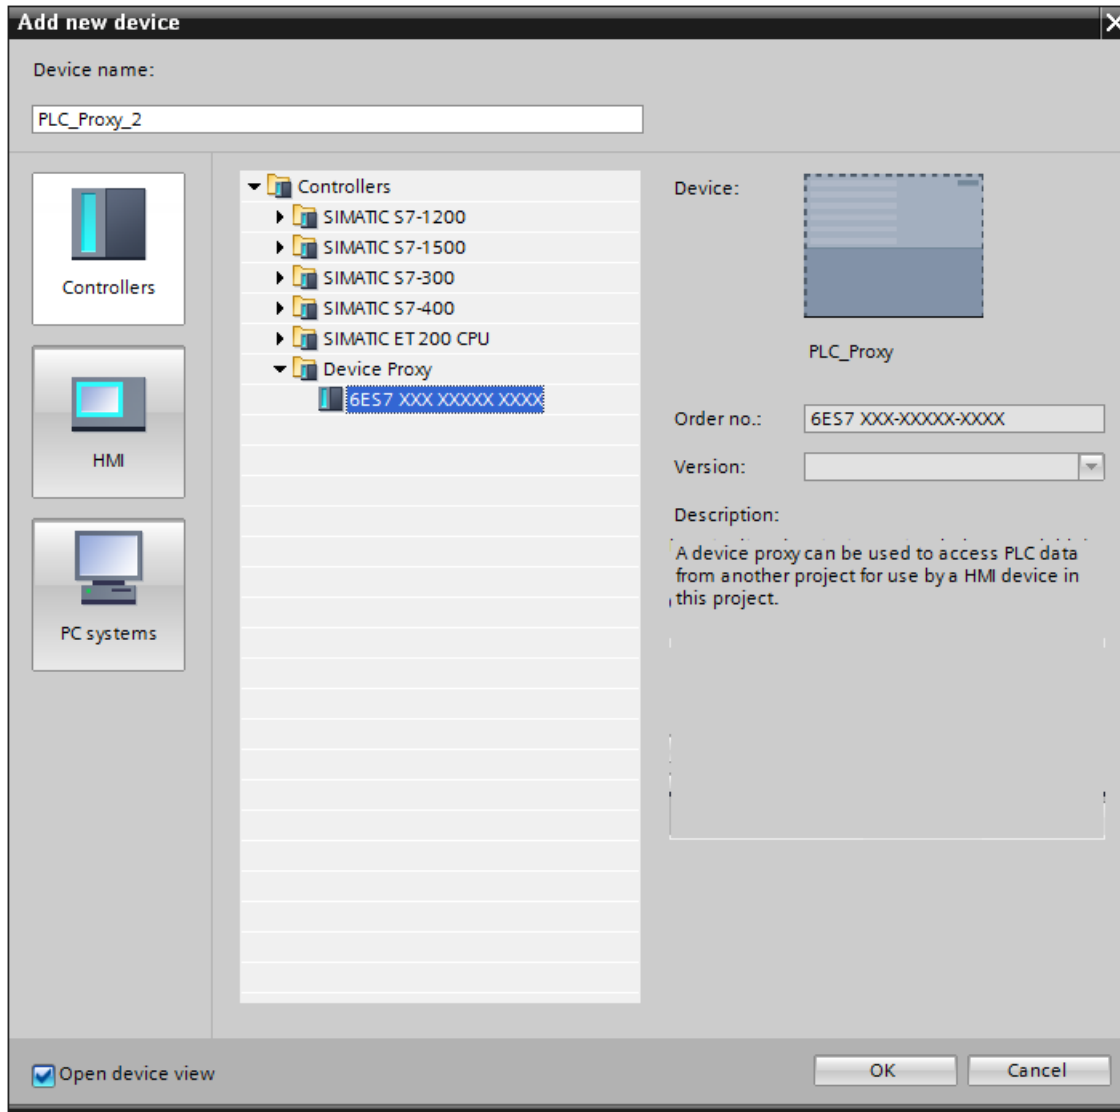 Add new device
Device name:
PLC_Proxy_2
Controllers
HMI
PC systems
Controllers
SIMATIC S7-1200
SIMATIC S7-1500
SIMATIC S7-300
SIMATIC S7-400
SIMATIC ET 200 CPU
Device Proxy
6ES7 XXX XXXXX XXXX
Device:
PLC_Proxy
Order no.:
6ES7 XXX-XXXXX-XXXX
Version:
Description:
A device proxy can be used to access PLC data
from another project for use by a HMI device in
this project.
Open device view
OK
Cancel